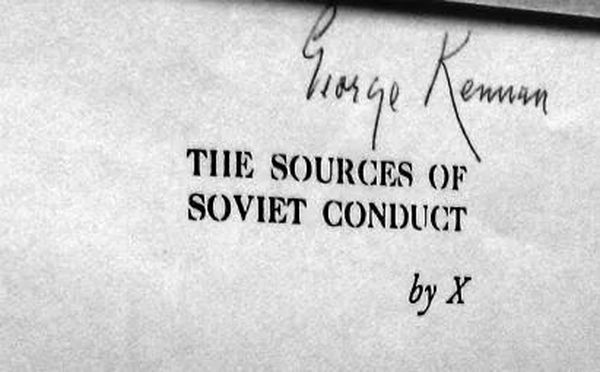 George Kennan
THE SOURCES OF
SOVIET CONDUCT
by X